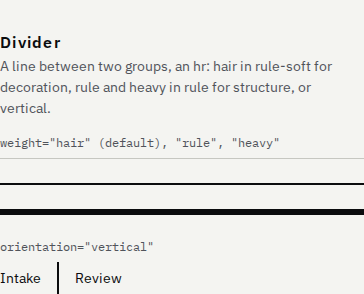 Divider
A line between two groups, an hr: hair in rule-soft for
decoration, rule and heavy in rule for structure, or
vertical.
weight="hair" (default), "rule", "heavy"
orientation="vertical"
Intake Review